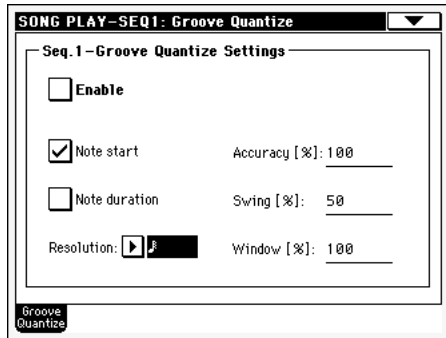 SONG PLAY-SEQ1: Groove Quantize
Seq.1-Groove Quantize Settings
Enable
Note start
Accuracy [%]: 100
Note duration
Swing [%]: 50
Resolution:
Window [%]: 100
Groove
Quantize